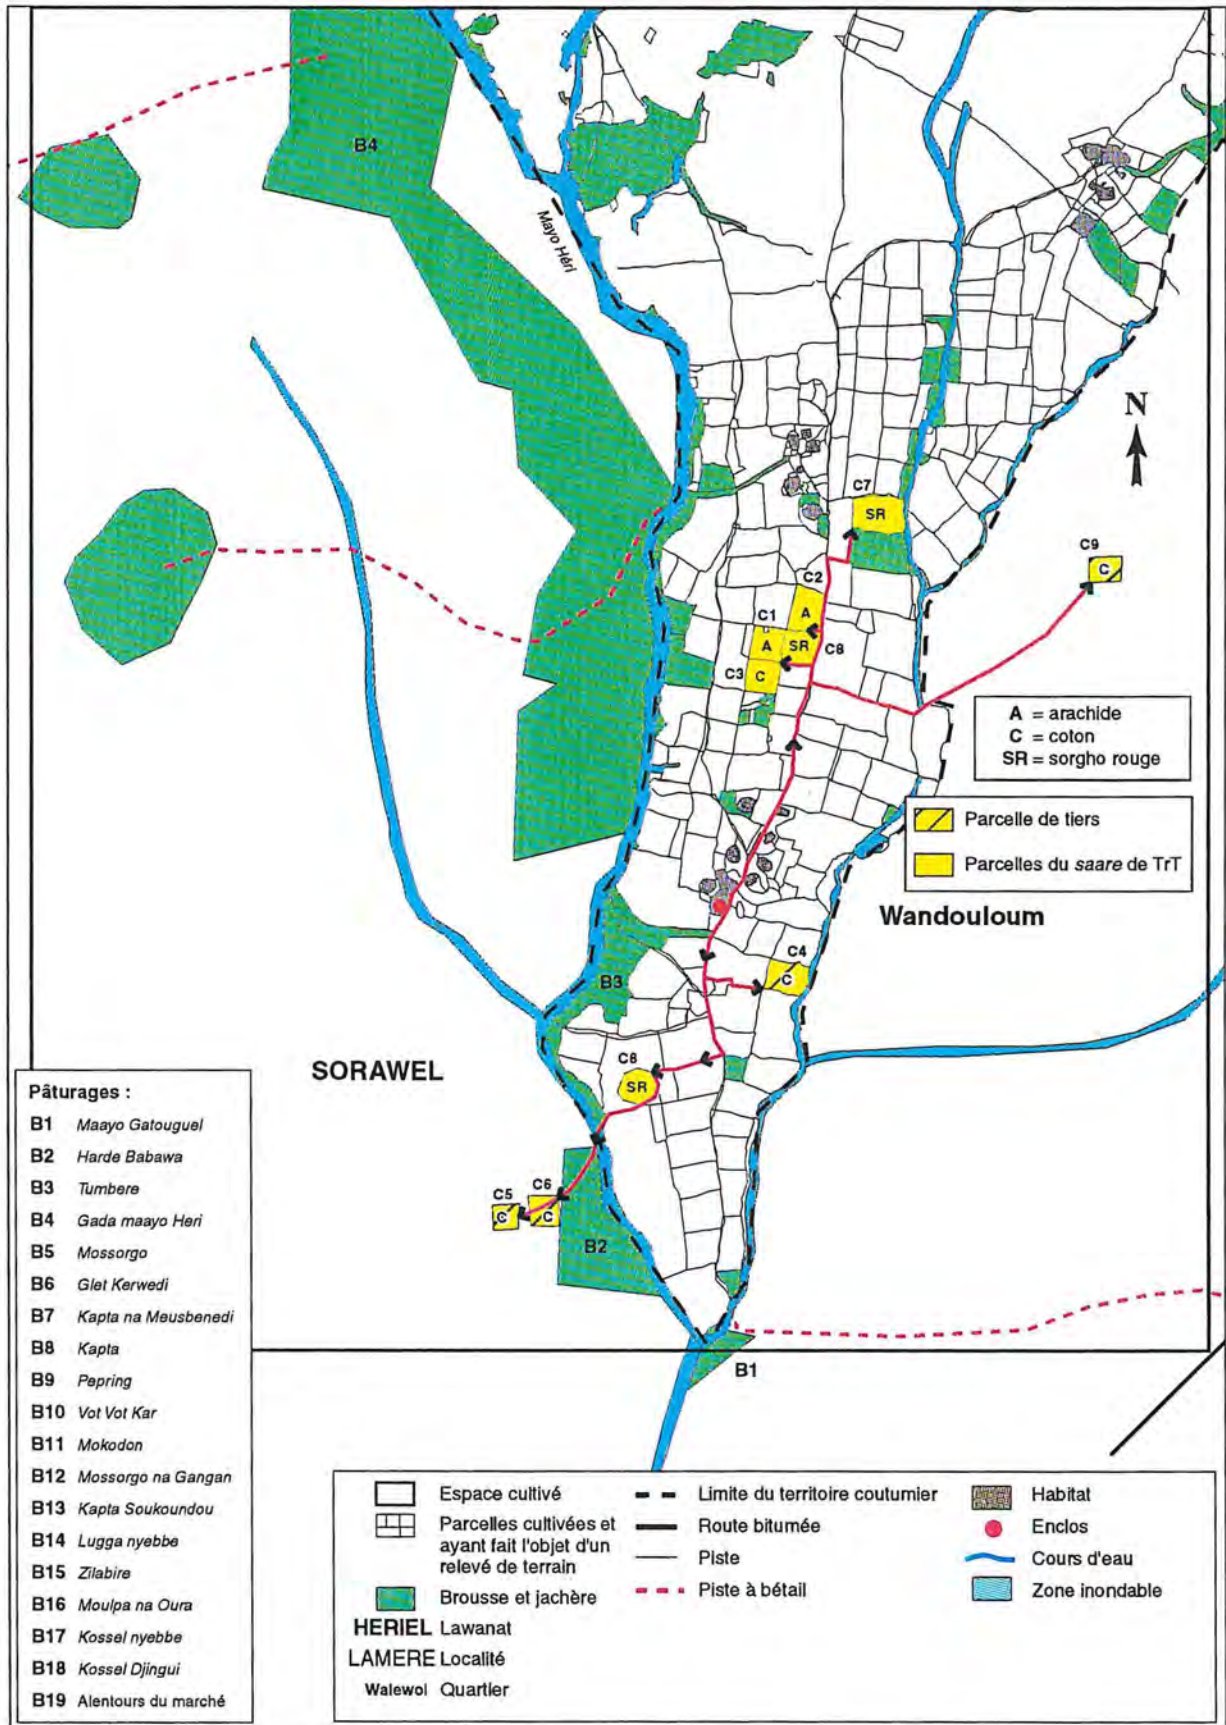 B4
Mayo Héri
N
C7
SR
C9
C
C2
A
C1
A
SR
C8
C3
C
A = arachide
C = coton
SR = sorgho rouge
Parcelle de tiers
Parcelles du saare de TrT
Wandouloum
C4
C
B3
SORAWEL
C8
SR
C5
C
C6
C
B2
B1
Pâturages :
B1 Maayo Gatouguel
B2 Harde Babawa
B3 Tumbere
B4 Gada maayo Heri
B5 Mossorgo
B6 Glet Kerwedi
B7 Kapta na Meusbenedi
B8 Kapta
B9 Pepring
B10 Vot Vot Kar
B11 Mokodon
B12 Mossorgo na Gangan
B13 Kapta Soukoundou
B14 Lugga nyebbe
B15 Zilabire
B16 Moulpa na Oura
B17 Kossel nyebbe
B18 Kossel Djingui
B19 Alentours du marché
Espace cultivé
Parcelles cultivées et
ayant fait l'objet d'un
relevé de terrain
Brousse et jachère
HERIEL Lawanat
LAMERE Localité
Walewol Quartier
Limite du territoire coutumier
Route bitumée
Piste
Piste à bétail
Habitat
Enclos
Cours d'eau
Zone inondable